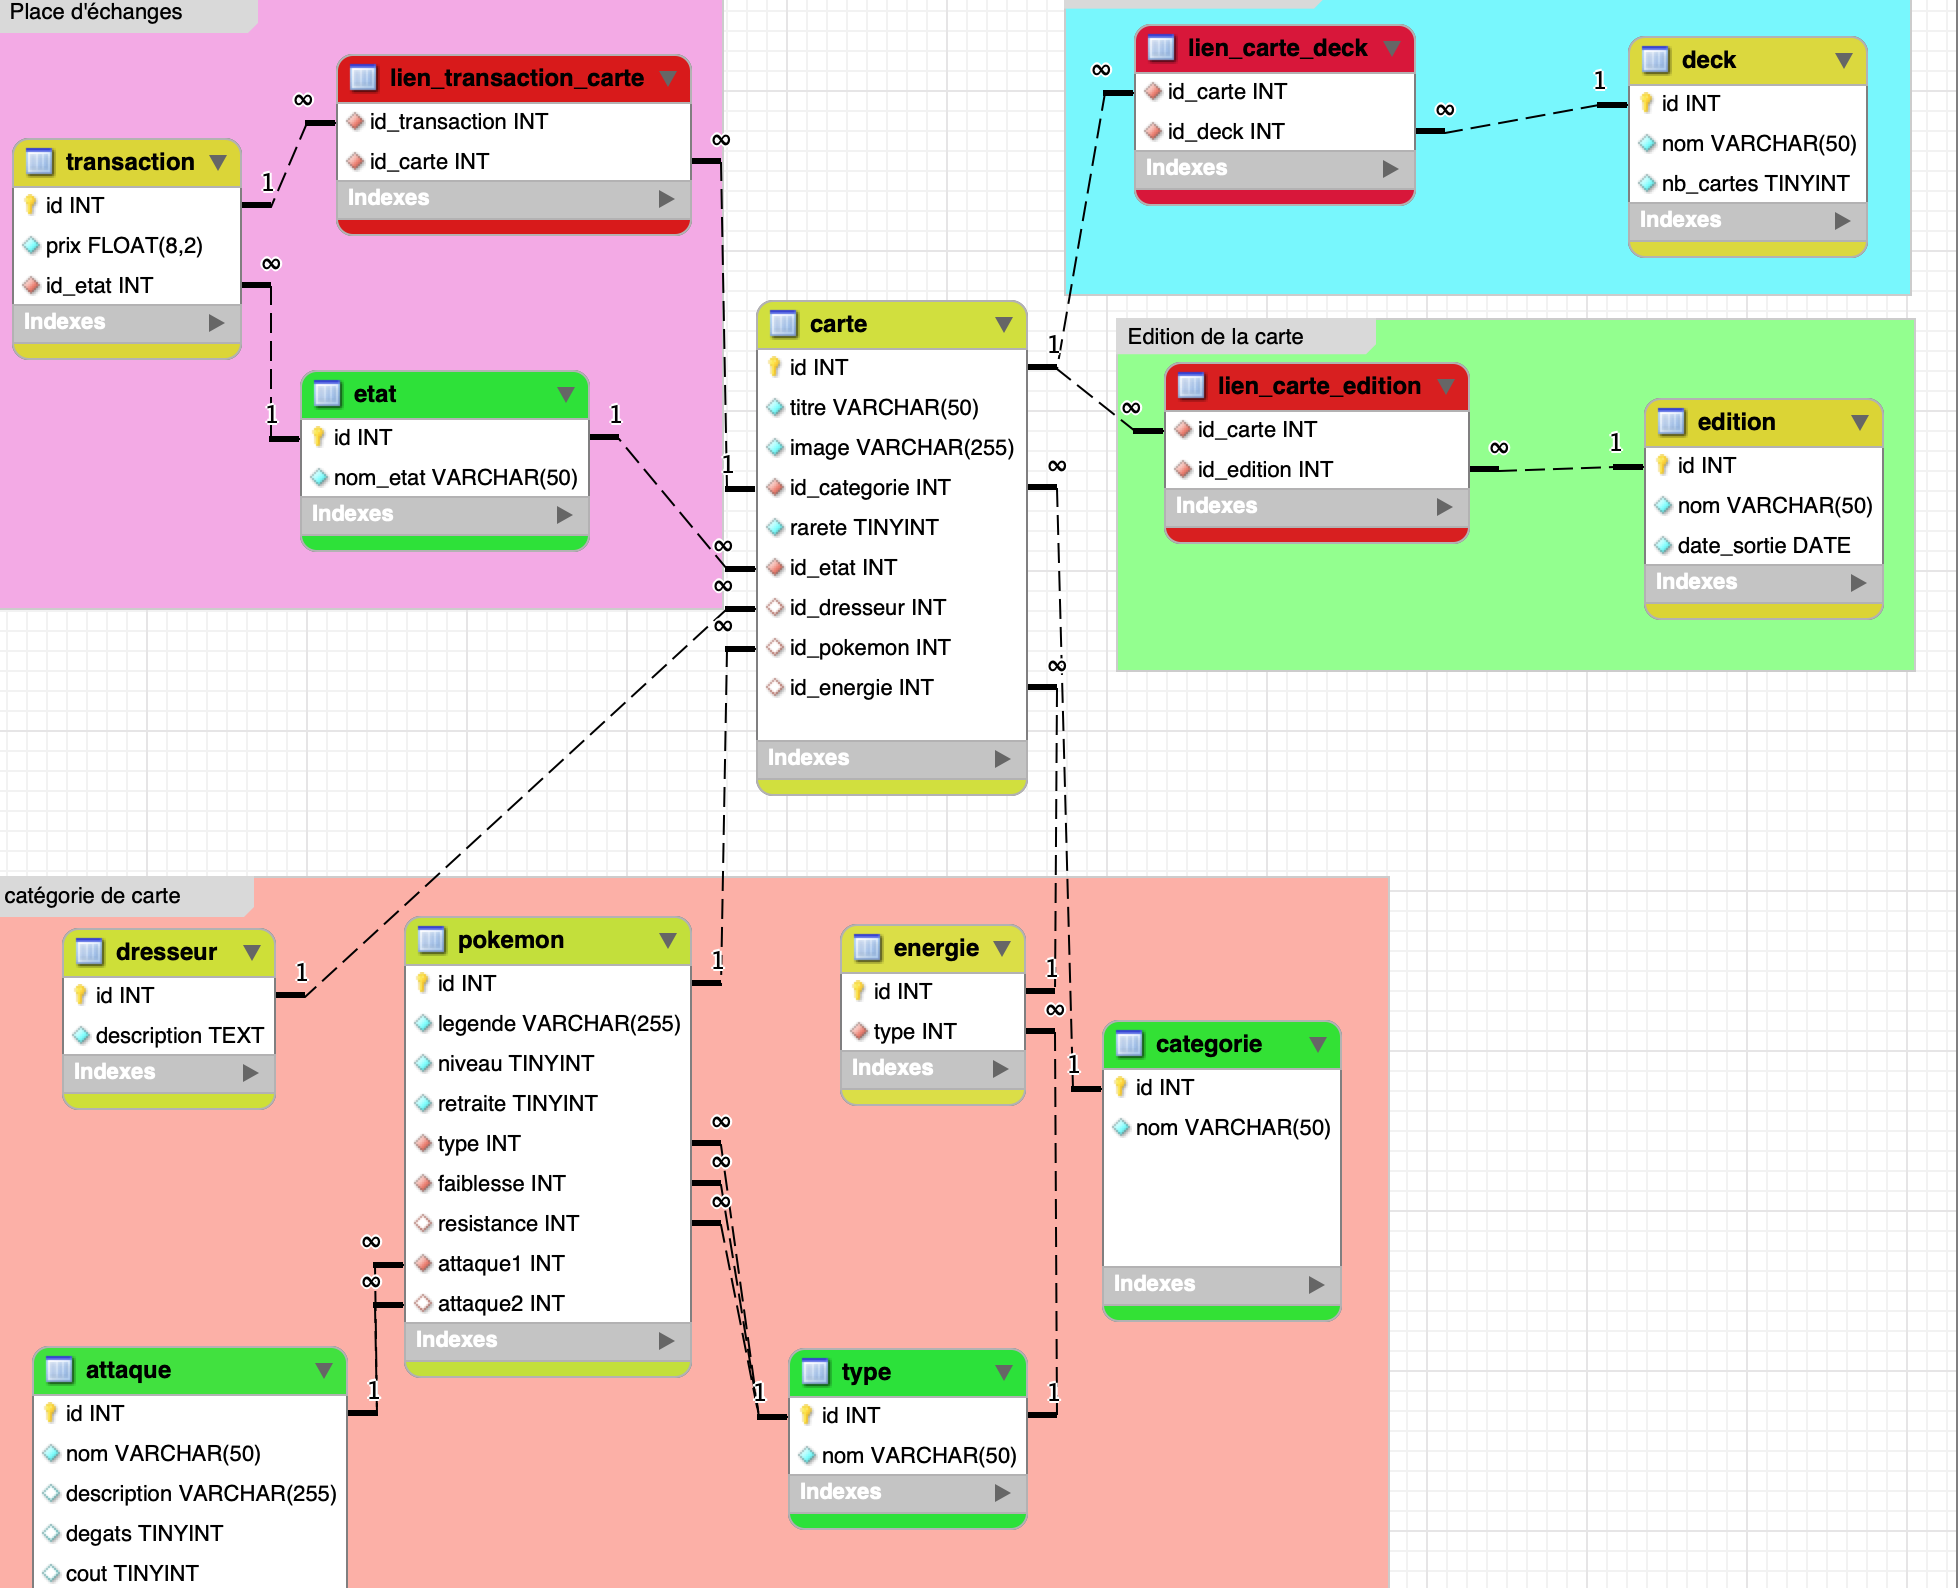 Place d'échanges
lien_transaction_carte
id_transaction INT
id_carte INT
Indexes
∞
∞
transaction
id INT
prix FLOAT(8,2)
id_etat INT
Indexes
1
∞
1
etat
id INT
nom_etat VARCHAR(50)
Indexes
1
lien_carte_deck
id_carte INT
id_deck INT
Indexes
∞
∞
1
deck
id INT
nom VARCHAR(50)
nb_cartes TINYINT
Indexes
carte
id INT
titre VARCHAR(50)
image VARCHAR(255)
id_categorie INT
rarete TINYINT
id_etat INT
id_dresseur INT
id_pokemon INT
id_energie INT
Indexes
1
1
∞
∞
∞
∞
∞
Edition de la carte
lien_carte_edition
id_carte INT
id_edition INT
Indexes
∞
∞
1
edition
id INT
nom VARCHAR(50)
date_sortie DATE
Indexes
catégorie de carte
dresseur
id INT
description TEXT
Indexes
1
pokemon
id INT
legende VARCHAR(255)
niveau TINYINT
retraite TINYINT
type INT
faiblesse INT
resistance INT
attaque1 INT
attaque2 INT
Indexes
1
∞
∞
∞
∞
∞
energie
id INT
type INT
Indexes
1
∞
categorie
id INT
nom VARCHAR(50)
Indexes
1
attaque
id INT
nom VARCHAR(50)
description VARCHAR(255)
degats TINYINT
cout TINYINT
1
type
id INT
nom VARCHAR(50)
Indexes
1
1